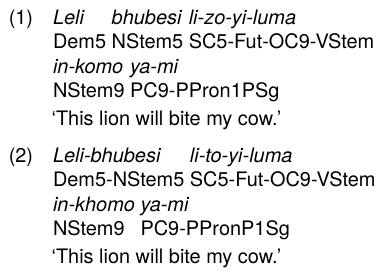 (1) Leli bhubesi li-zo-yi-luma
Dem5 NStem5 SC5-Fut-OC9-VStem
in-komo ya-mi
NStem9 PC9-PPron1PSg
‘This lion will bite my cow.’
(2) Leli-bhubesi li-to-yi-luma
Dem5-NStem5 SC5-Fut-OC9-VStem
in-khomo ya-mi
NStem9 PC9-PPronP1Sg
‘This lion will bite my cow.’